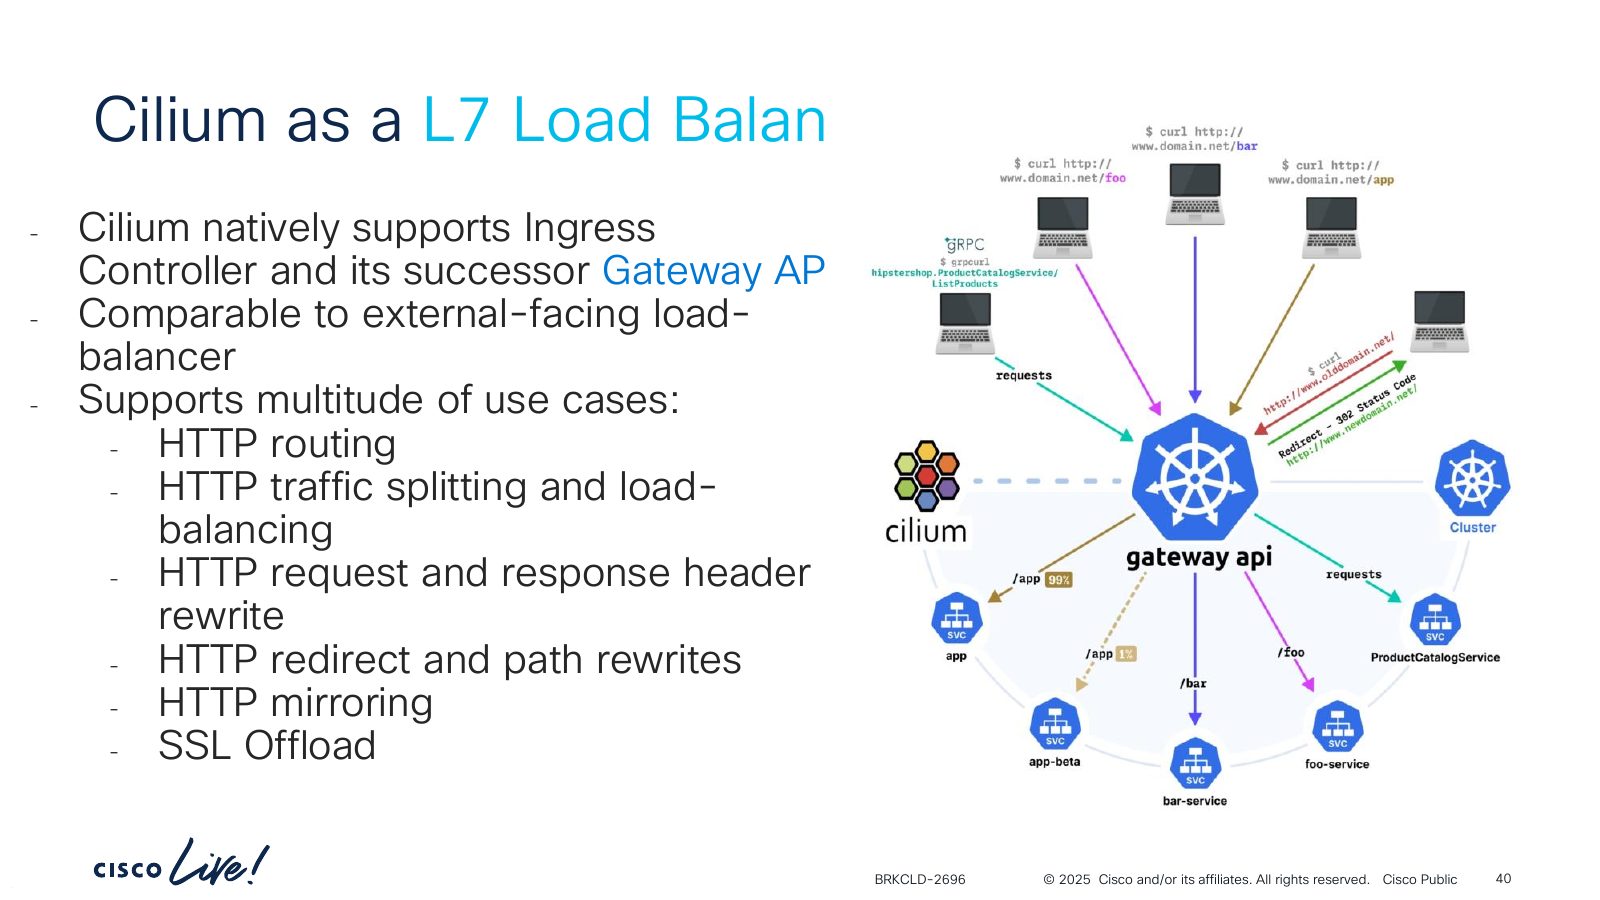 Cilium as a L7 Load Balan
- Cilium natively supports Ingress
Controller and its successor Gateway AP
- Comparable to external-facing load-
balancer
- Supports multitude of use cases:
- HTTP routing
- HTTP traffic splitting and load-
balancing
- HTTP request and response header
rewrite
- HTTP redirect and path rewrites
- HTTP mirroring
- SSL Offload
$ curl http://
www.domain.net/bar
$ curl http://
www.domain.net/foo
$ curl http://
www.domain.net/app
gRPC
$ grpcurl
hipstershop.ProductCatalogService/
ListProducts
requests
$ curl
http://www.olddomain.net/
Redirect - 302 Status Code
http://www.newdomain.net/
cilium
gateway api
Cluster
/app 99%
requests
SVC
app
/app 1%
/foo
SVC
ProductCatalogService
/bar
SVC
app-beta
SVC
foo-service
SVC
bar-service
CISCO Live!
BRKCLD-2696
© 2025 Cisco and/or its affiliates. All rights reserved. Cisco Public
40